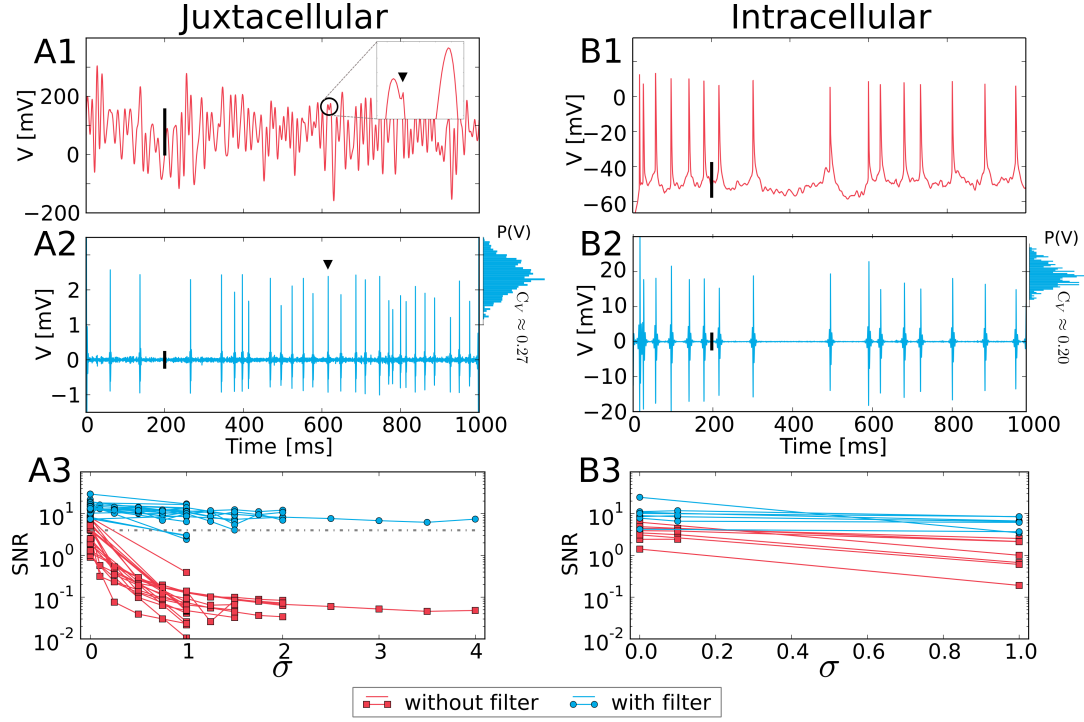 Juxtacellular
Intracellular
A1
V [mV]
200
0
−200
B1
V [mV]
0
−20
−40
−60
A2
V [mV]
2
2
1
0
−1
0 200 400 600 800 1000
Time [ms]
P(V)
C_V ≈ 0.27
B2
V [mV]
20
10
0
−10
−20
0 200 400 600 800 1000
Time [ms]
P(V)
C_V ≈ 0.20
A3
SNR
10^1
10^0
10^-1
10^-2
0 1 2 3 4
σ
B3
SNR
10^1
10^0
10^-1
10^-2
0.0 0.2 0.4 0.6 0.8 1.0
σ
without filter
with filter